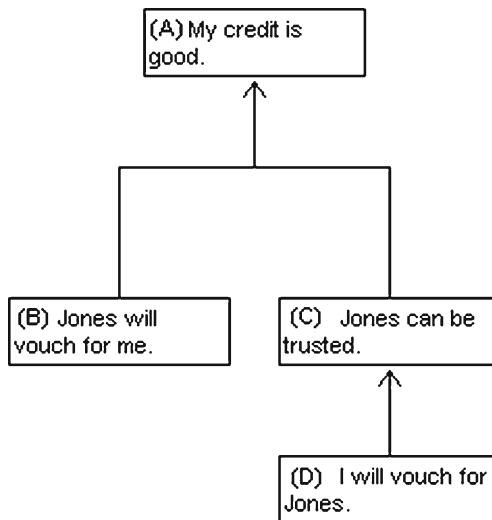 (A) My credit is
good.
(B) Jones will
vouch for me.
(C) Jones can be
trusted.
(D) I will vouch for
Jones.